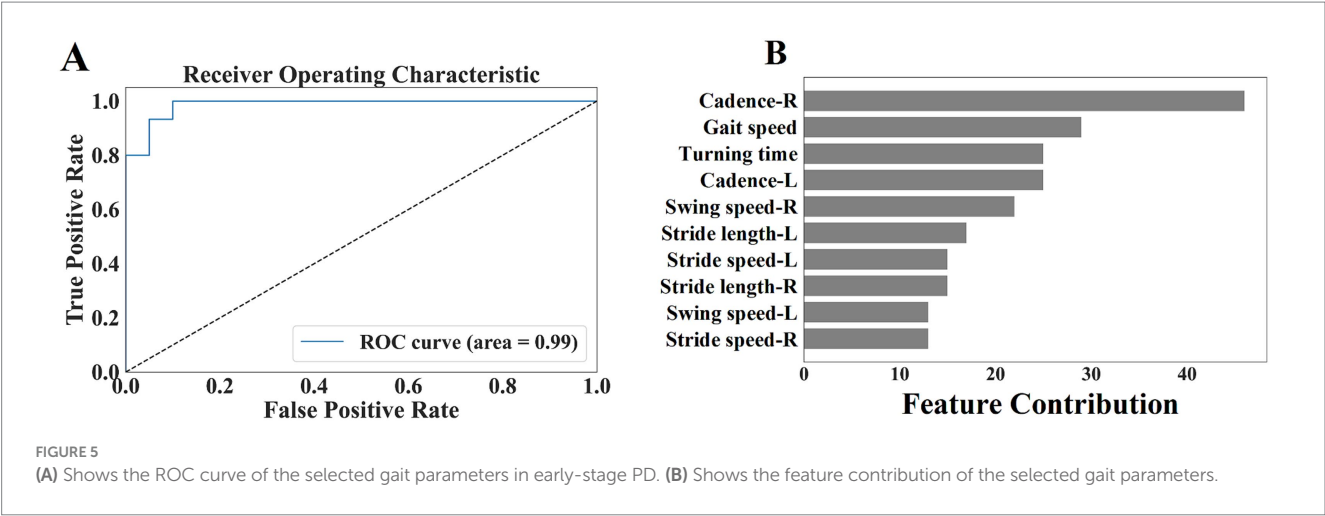 A
Receiver Operating Characteristic
True Positive Rate
1.0
0.8
0.6
0.4
0.2
0.0
0.0 0.2 0.4 0.6 0.8 1.0
ROC curve (area = 0.99)
False Positive Rate
B
Cadence-R
Gait speed
Turning time
Cadence-L
Swing speed-R
Stride length-L
Stride speed-L
Stride length-R
Swing speed-L
Stride speed-R
0 10 20 30 40
Feature Contribution
FIGURE 5
(A) Shows the ROC curve of the selected gait parameters in early-stage PD. (B) Shows the feature contribution of the selected gait parameters.